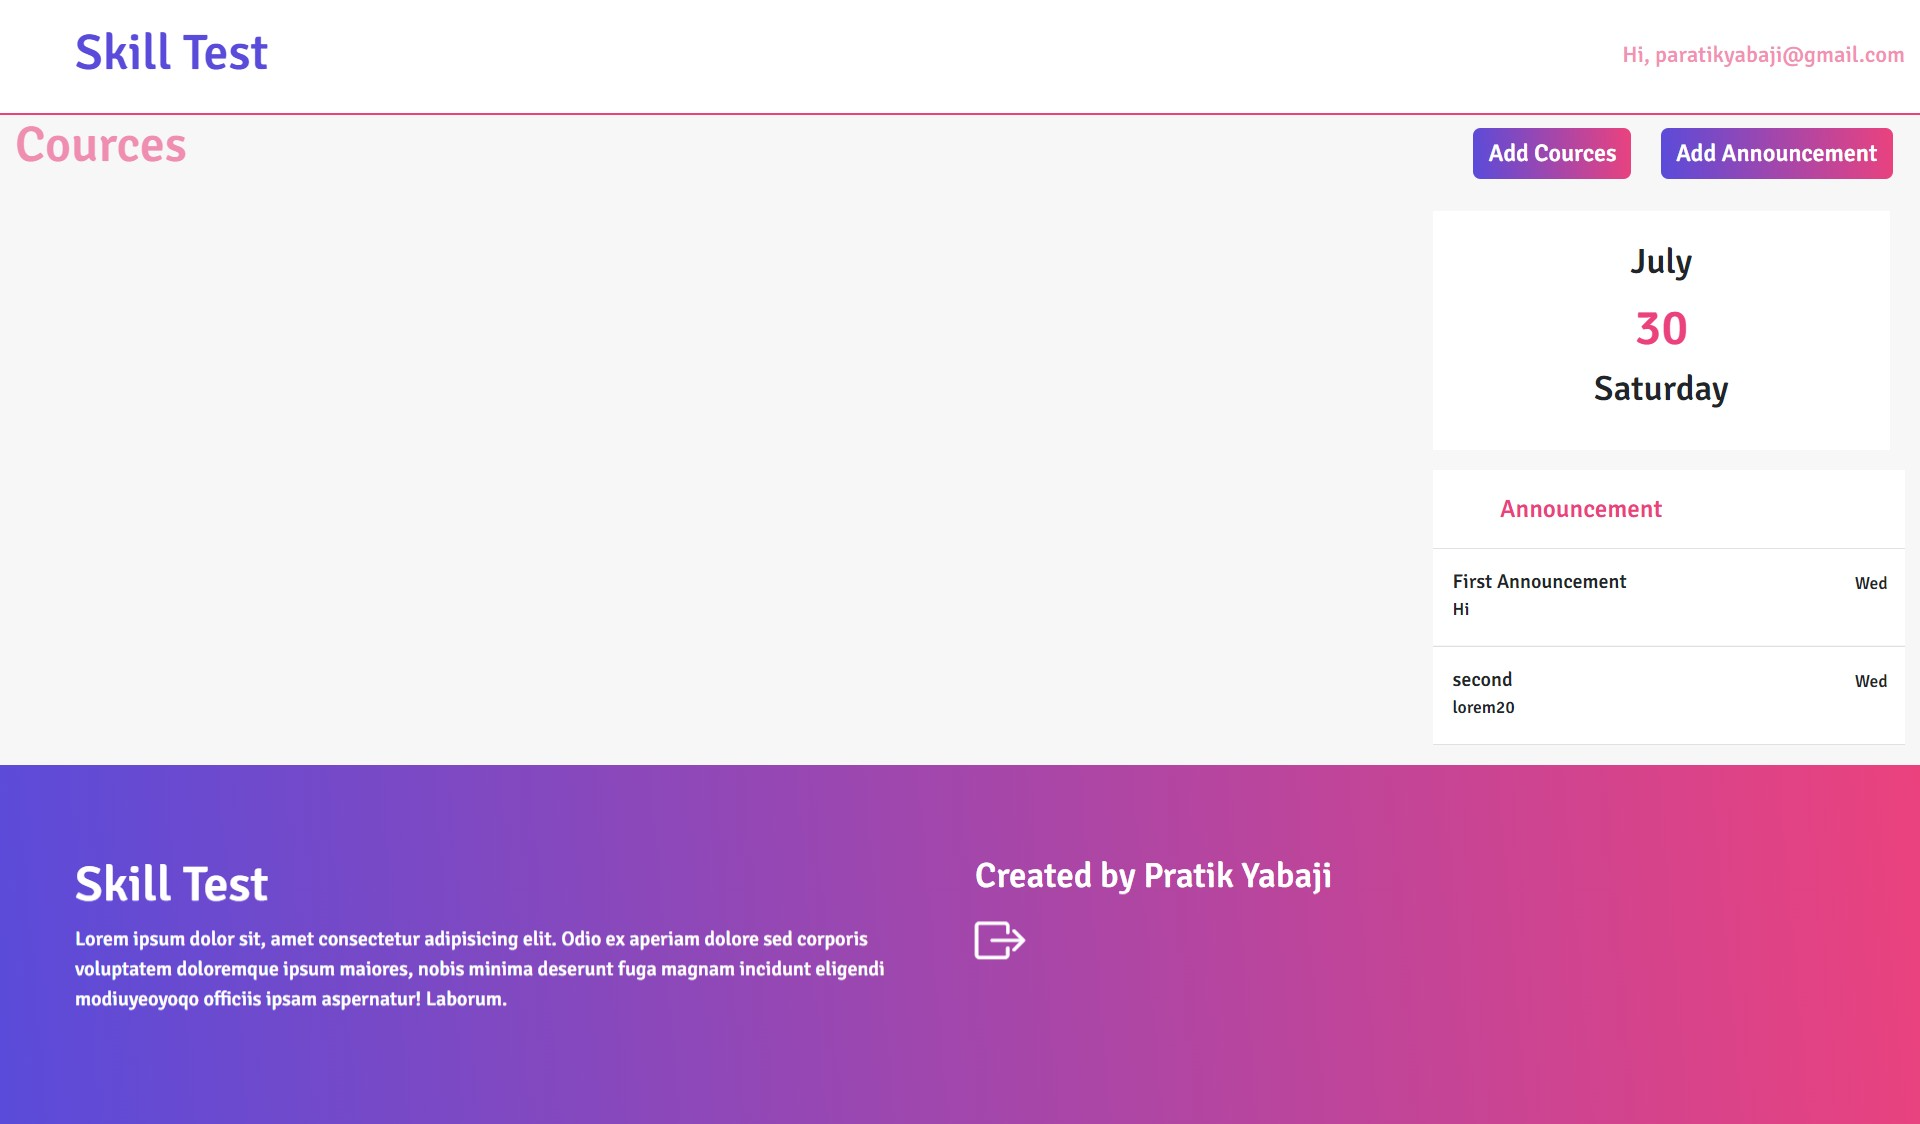 Skill Test
Hi, paratikyabaji@gmail.com
Cources
Add Cources
Add Announcement
July
30
Saturday
Announcement
First Announcement
Wed
Hi
second
Wed
lorem20
Skill Test
Lorem ipsum dolor sit, amet consectetur adipisicing elit. Odio ex aperiam dolore sed corporis
voluptatem doloremque ipsum maiores, nobis minima deserunt fuga magnam incidunt eligendi
modiuyeoyoqo officiis ipsam aspernatur! Laborum.
Created by Pratik Yabaji